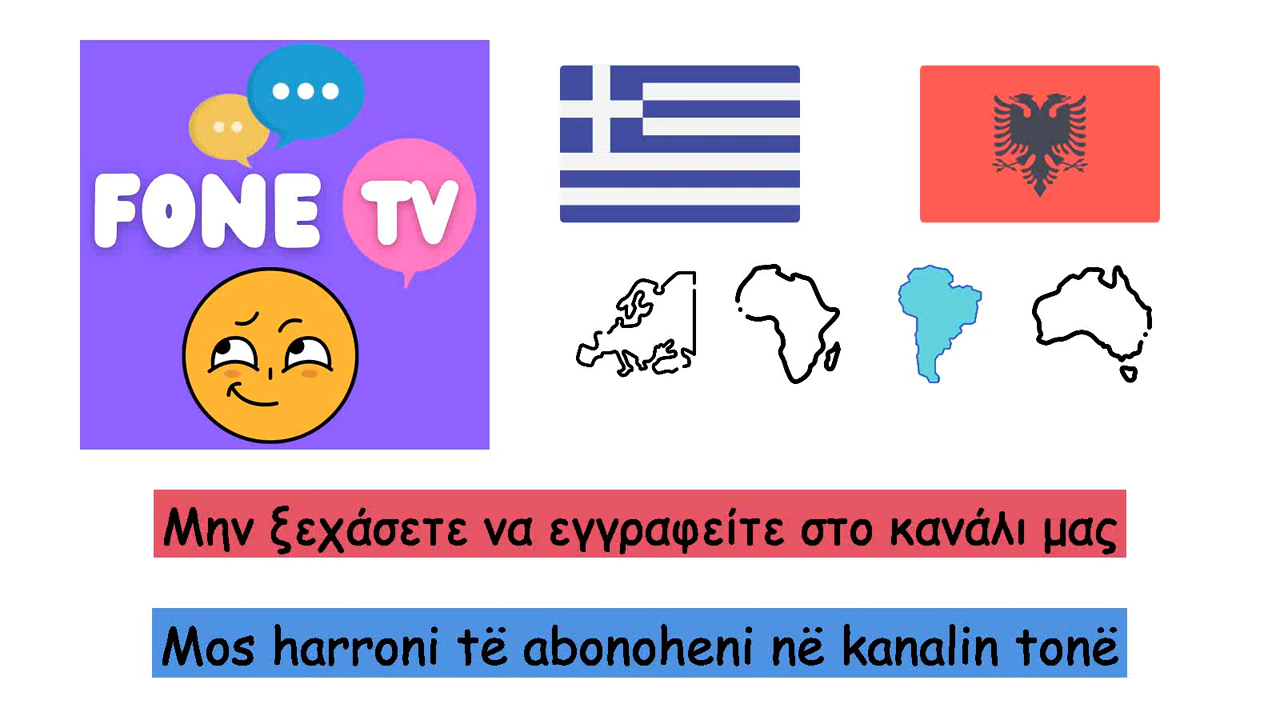 FONE TV
Μην ξεχάσετε να εγγραφείτε στο κανάλι μας
Mos harroni të abonoheni në kanalin tonë